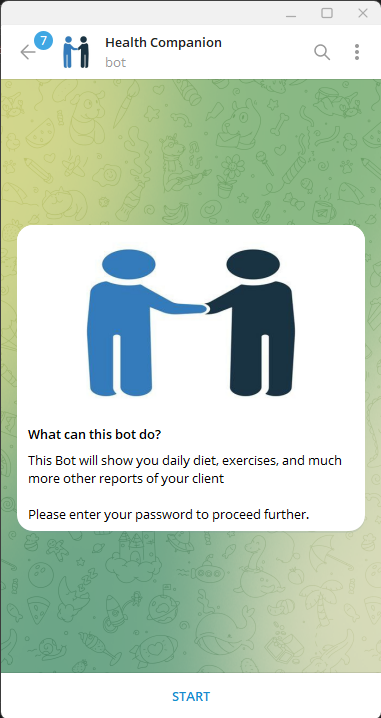 7
Health Companion
bot
What can this bot do?
This Bot will show you daily diet, exercises, and much
more other reports of your client
Please enter your password to proceed further.
START